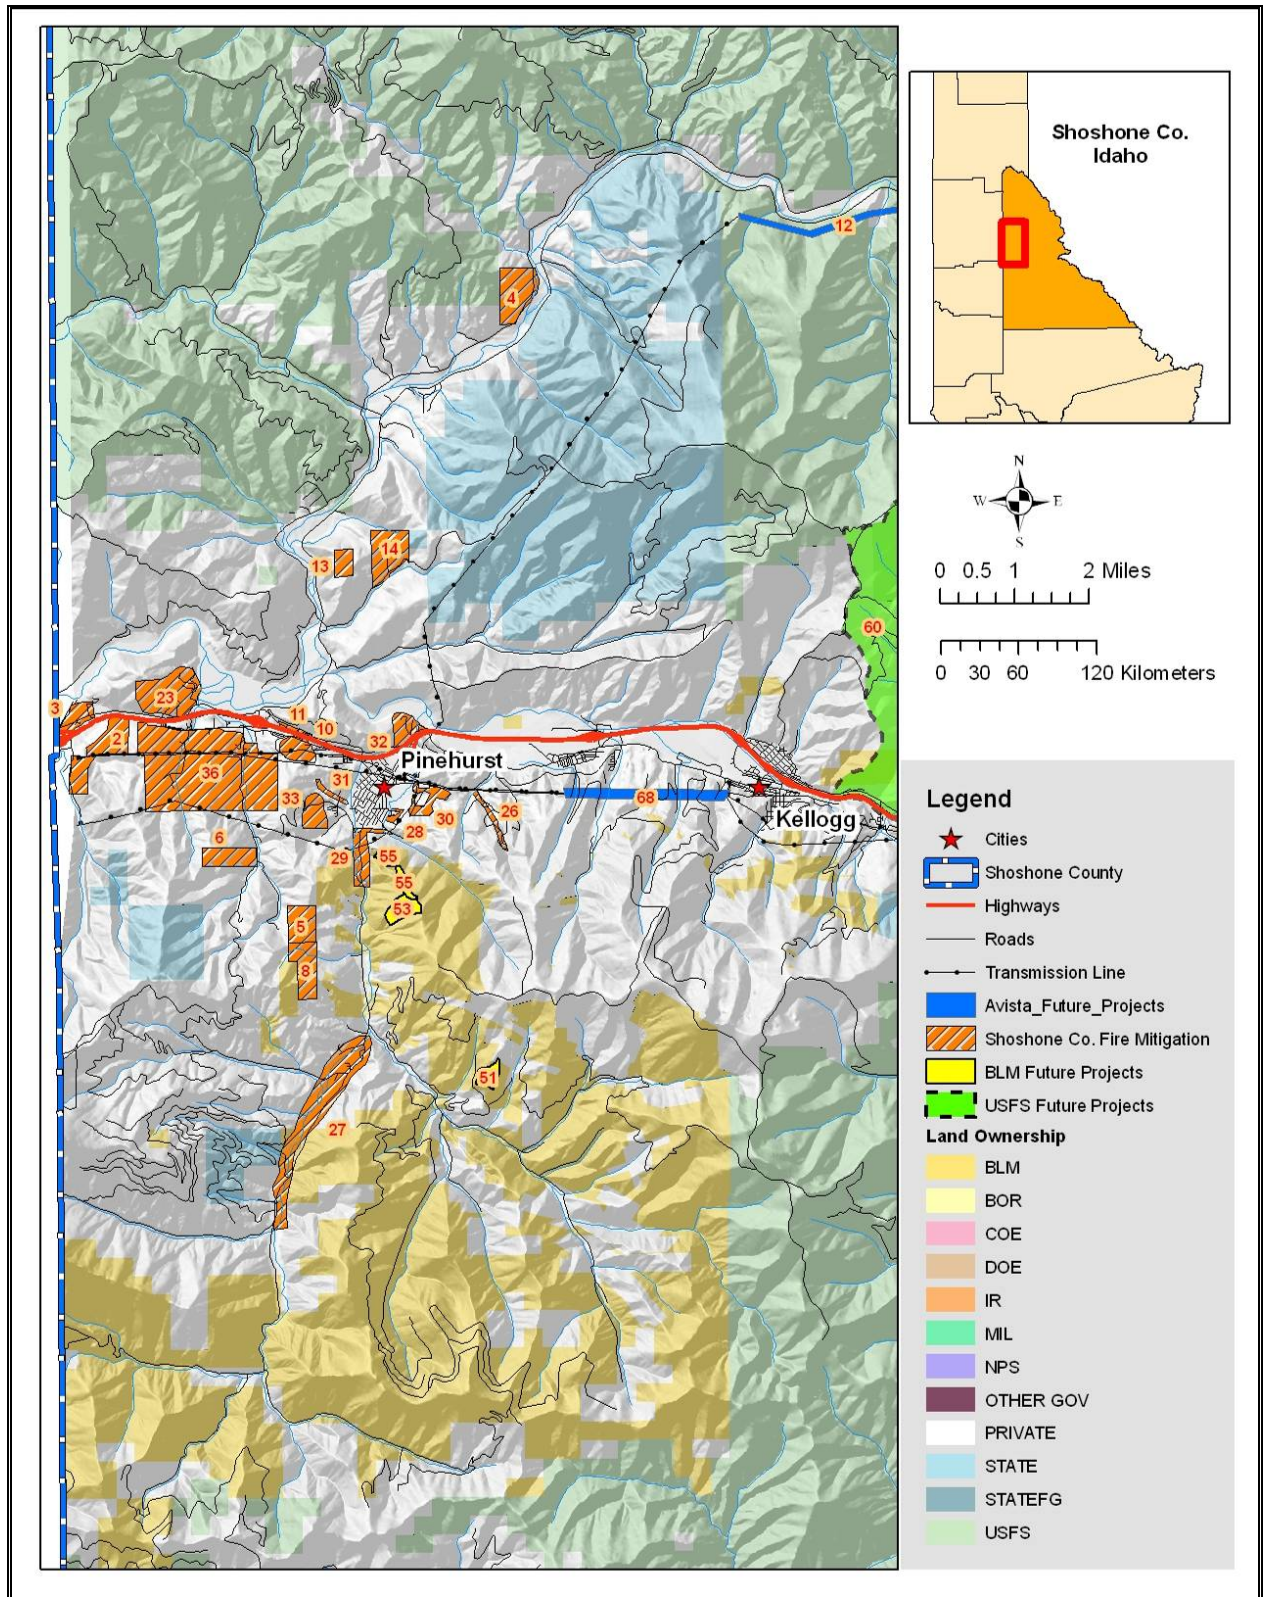 Shoshone Co.
Idaho
12
4
N
W E
S
0 0.5 1 2 Miles
14
13
60
0 30 60 120 Kilometers
23
3
11
10
2
32
Pinehurst
36
31
33
68
26
30
Kellogg
28
6
29
55
55
53
5
8
51
27
Legend
Cities
Shoshone County
Highways
Roads
Transmission Line
Avista_Future_Projects
Shoshone Co. Fire Mitigation
BLM Future Projects
USFS Future Projects
Land Ownership
BLM
BOR
COE
DOE
IR
MIL
NPS
OTHER GOV
PRIVATE
STATE
STATEFG
USFS